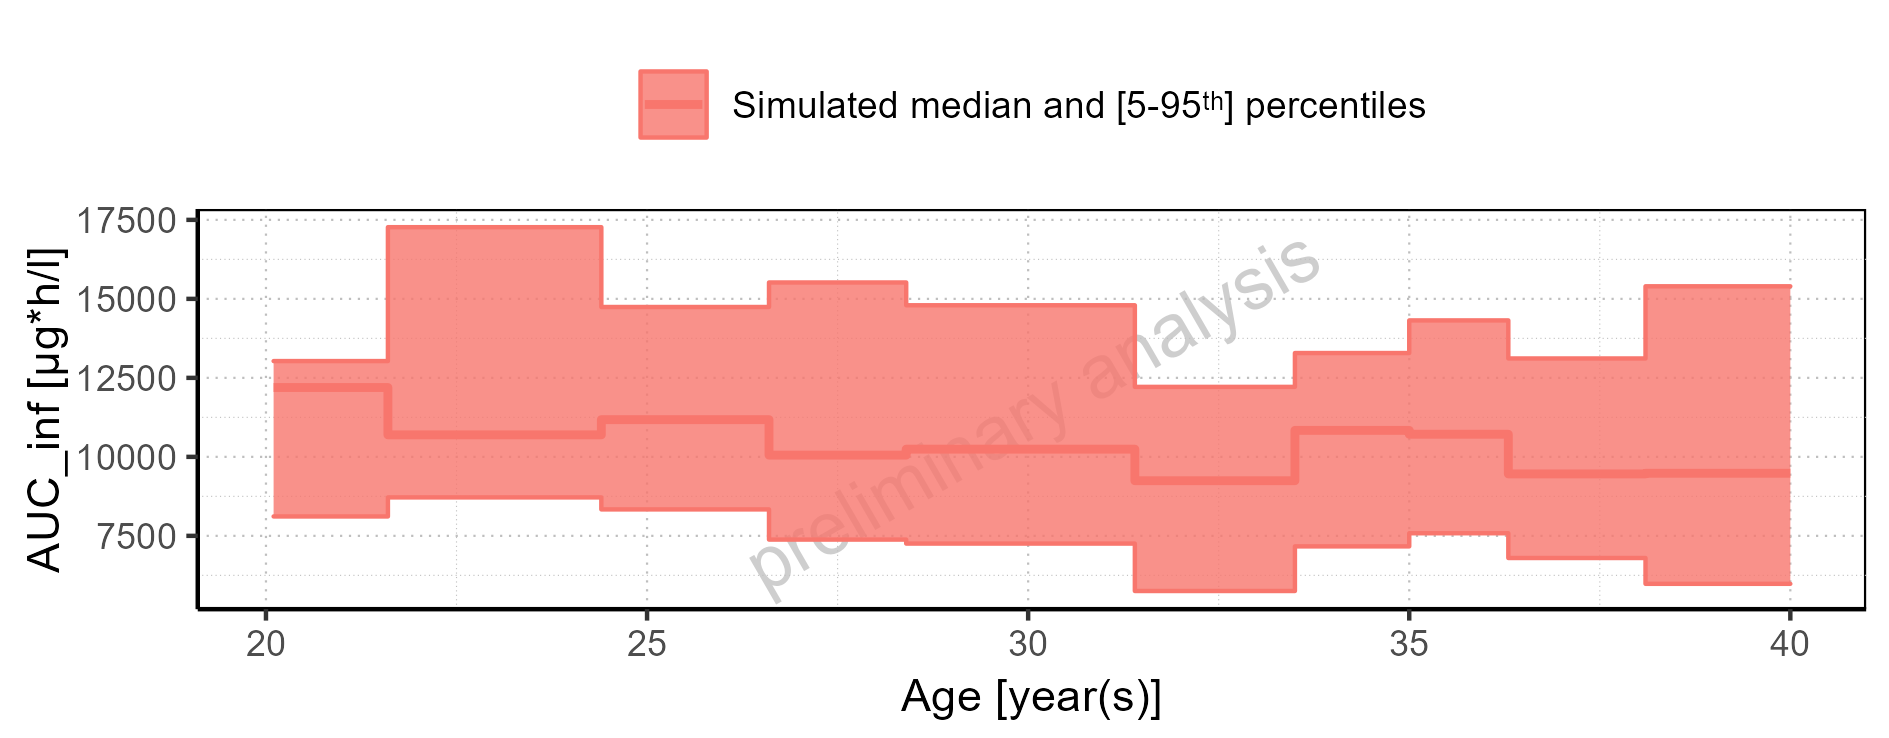 Simulated median and [5-95th] percentiles
17500
15000
12500
10000
7500
AUC_inf [µg*h/l]
preliminary analysis
20 25 30 35 40
Age [year(s)]